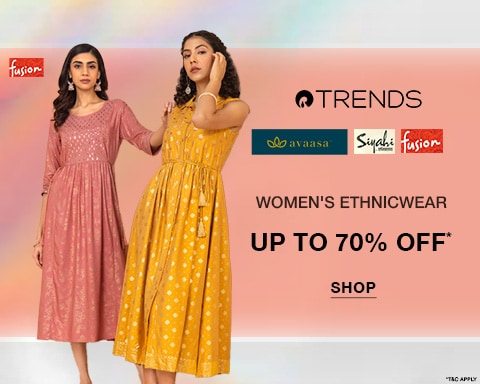 fusion
TRENDS
avaasa Siyahi fusion
WOMEN'S ETHNICWEAR
UP TO 70% OFF*
SHOP
*T&C APPLY